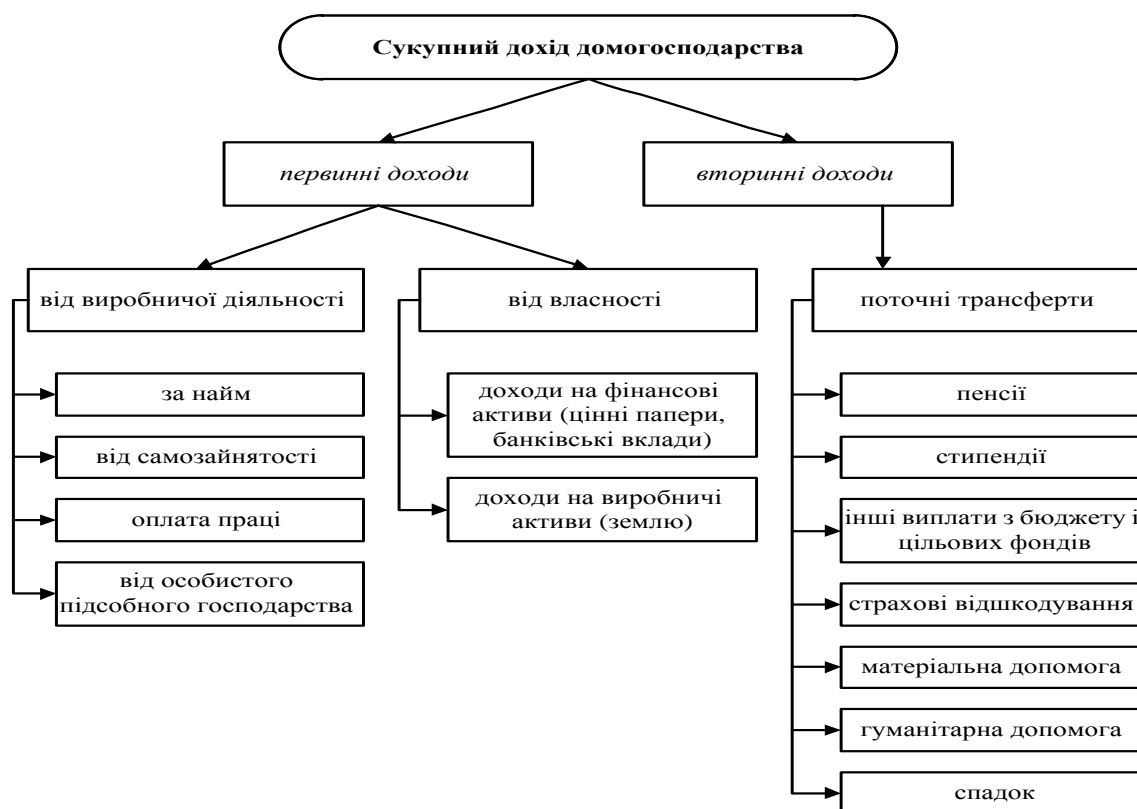 Сукупний дохід домогосподарства
первинні доходи
вторинні доходи
від виробничої діяльності
від власності
поточні трансферти
за найм
від самозайнятості
оплата праці
від особистого
підсобного господарства
доходи на фінансові
активи (цінні папери,
банківські вклади)
доходи на виробничі
активи (землю)
пенсії
стипендії
інші виплати з бюджету і
цільових фондів
страхові відшкодування
матеріальна допомога
гуманітарна допомога
спадок